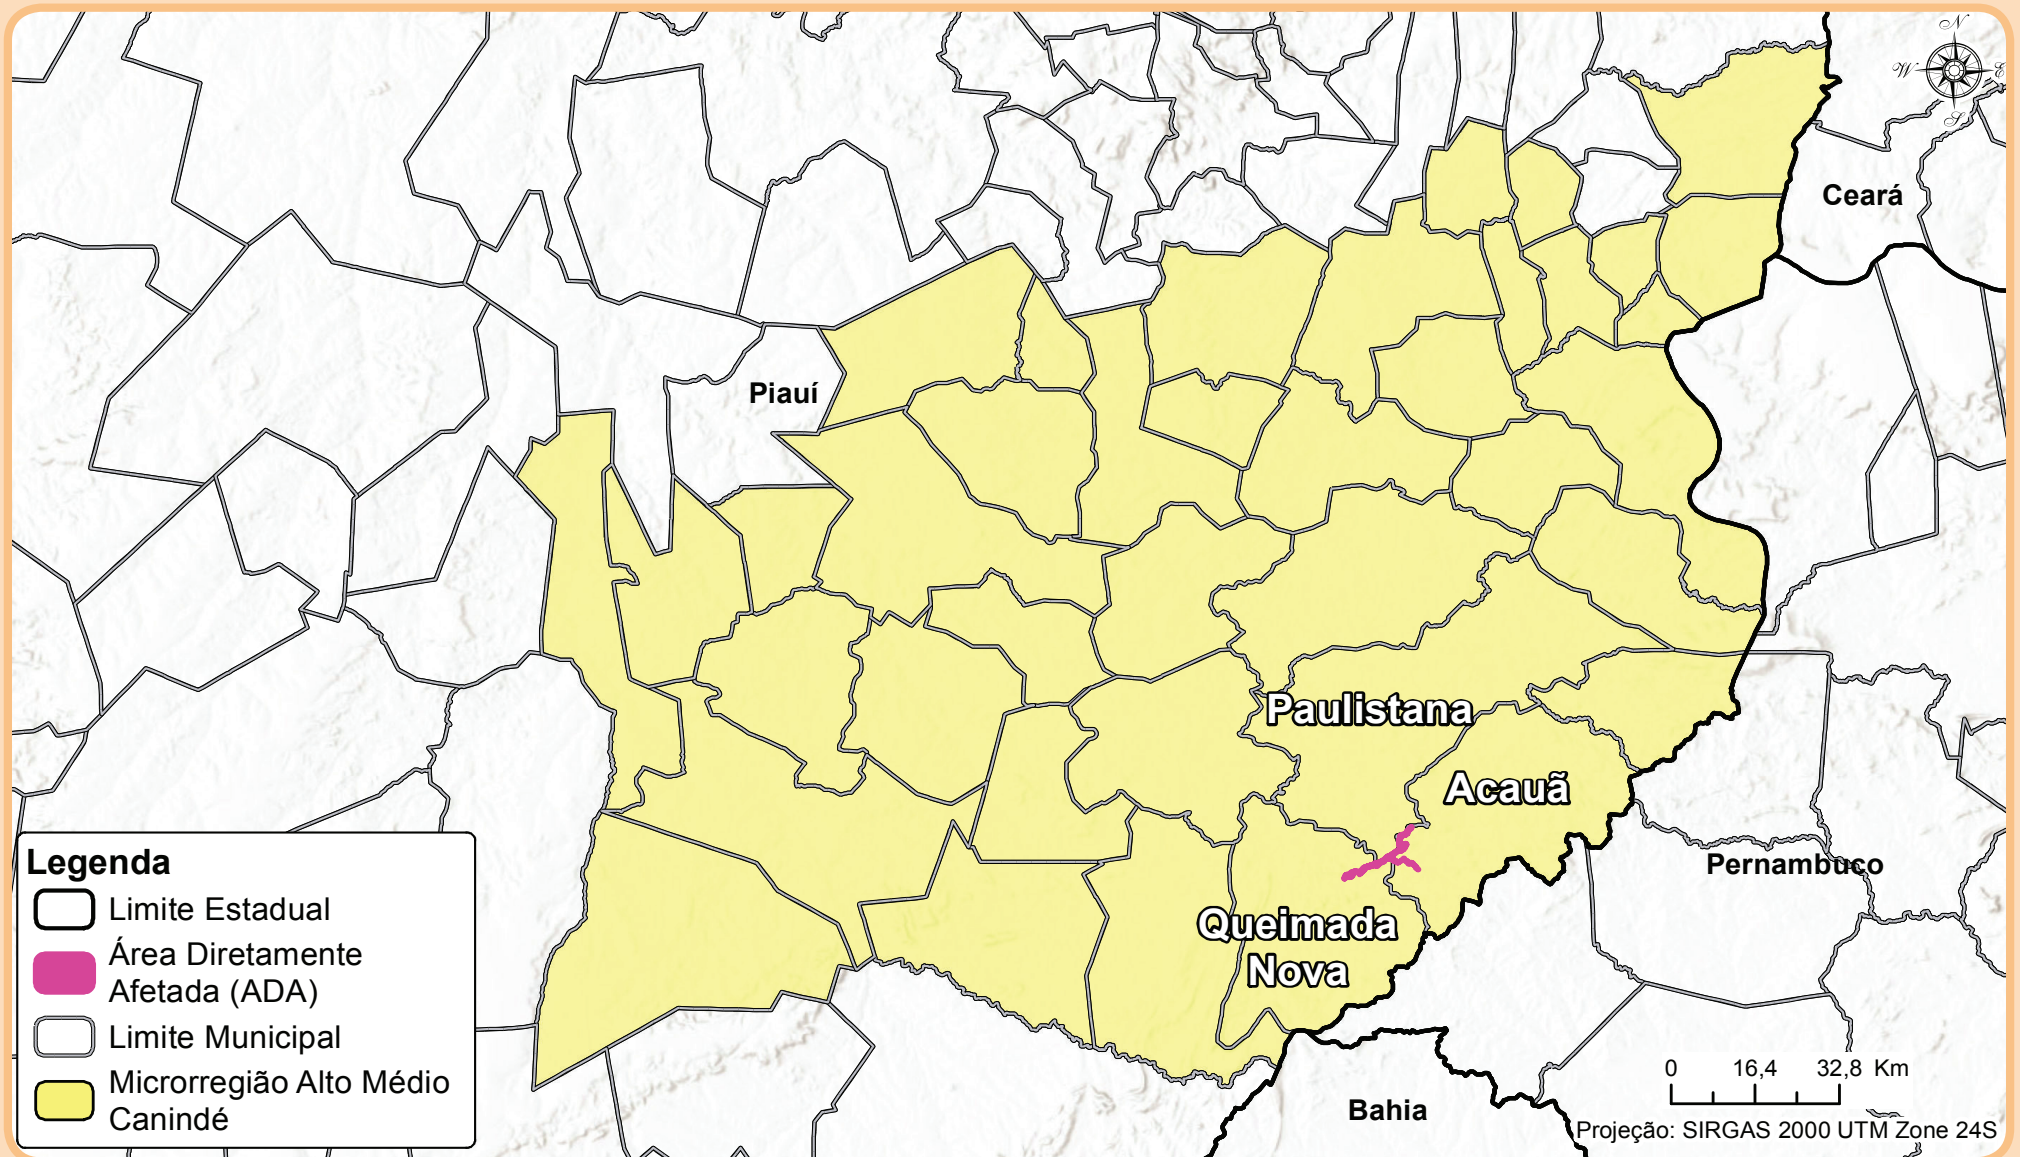 N
W
E
S
Ceará
Piauí
Paulistana
Acauã
Pernambuco
Queimada
Nova
Bahia
Legenda
Limite Estadual
Área Diretamente
Afetada (ADA)
Limite Municipal
Microrregião Alto Médio
Canindé
0 16,4 32,8 Km
Projeção: SIRGAS 2000 UTM Zone 24S